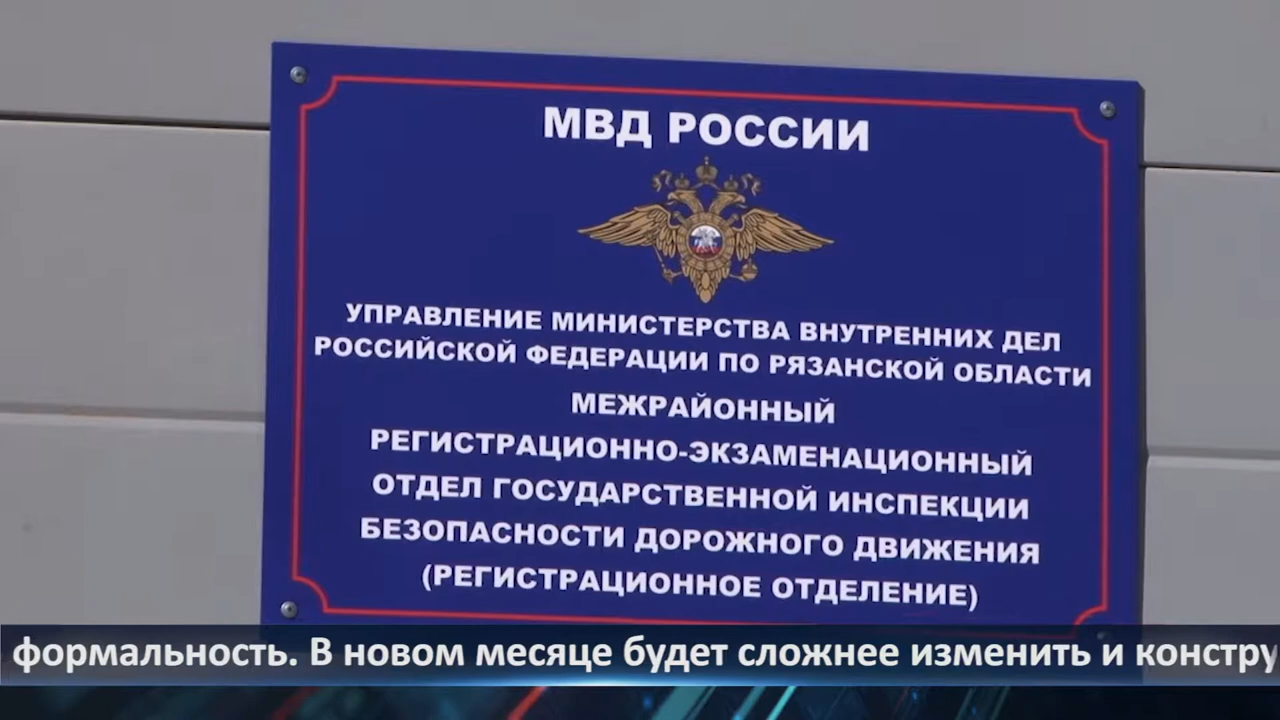 МВД РОССИИ
УПРАВЛЕНИЕ МИНИСТЕРСТВА ВНУТРЕННИХ ДЕЛ
РОССИЙСКОЙ ФЕДЕРАЦИИ ПО РЯЗАНСКОЙ ОБЛАСТИ
МЕЖРАЙОННЫЙ
РЕГИСТРАЦИОННО-ЭКЗАМЕНАЦИОННЫЙ
ОТДЕЛ ГОСУДАРСТВЕННОЙ ИНСПЕКЦИИ
БЕЗОПАСНОСТИ ДОРОЖНОГО ДВИЖЕНИЯ
(РЕГИСТРАЦИОННОЕ ОТДЕЛЕНИЕ)
формальность. В новом месяце будет сложнее изменить и констру